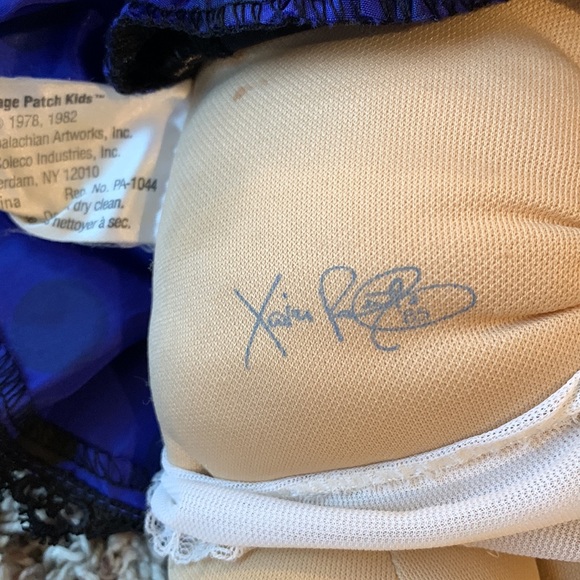 age Patch Kids™
© 1978, 1982
palachian Artworks, Inc.
Coleco Industries, Inc.
erdam, NY 12010
Reg. No. PA-1044
ina
dry clean.
nettoyer à sec.
Xavier Roberts